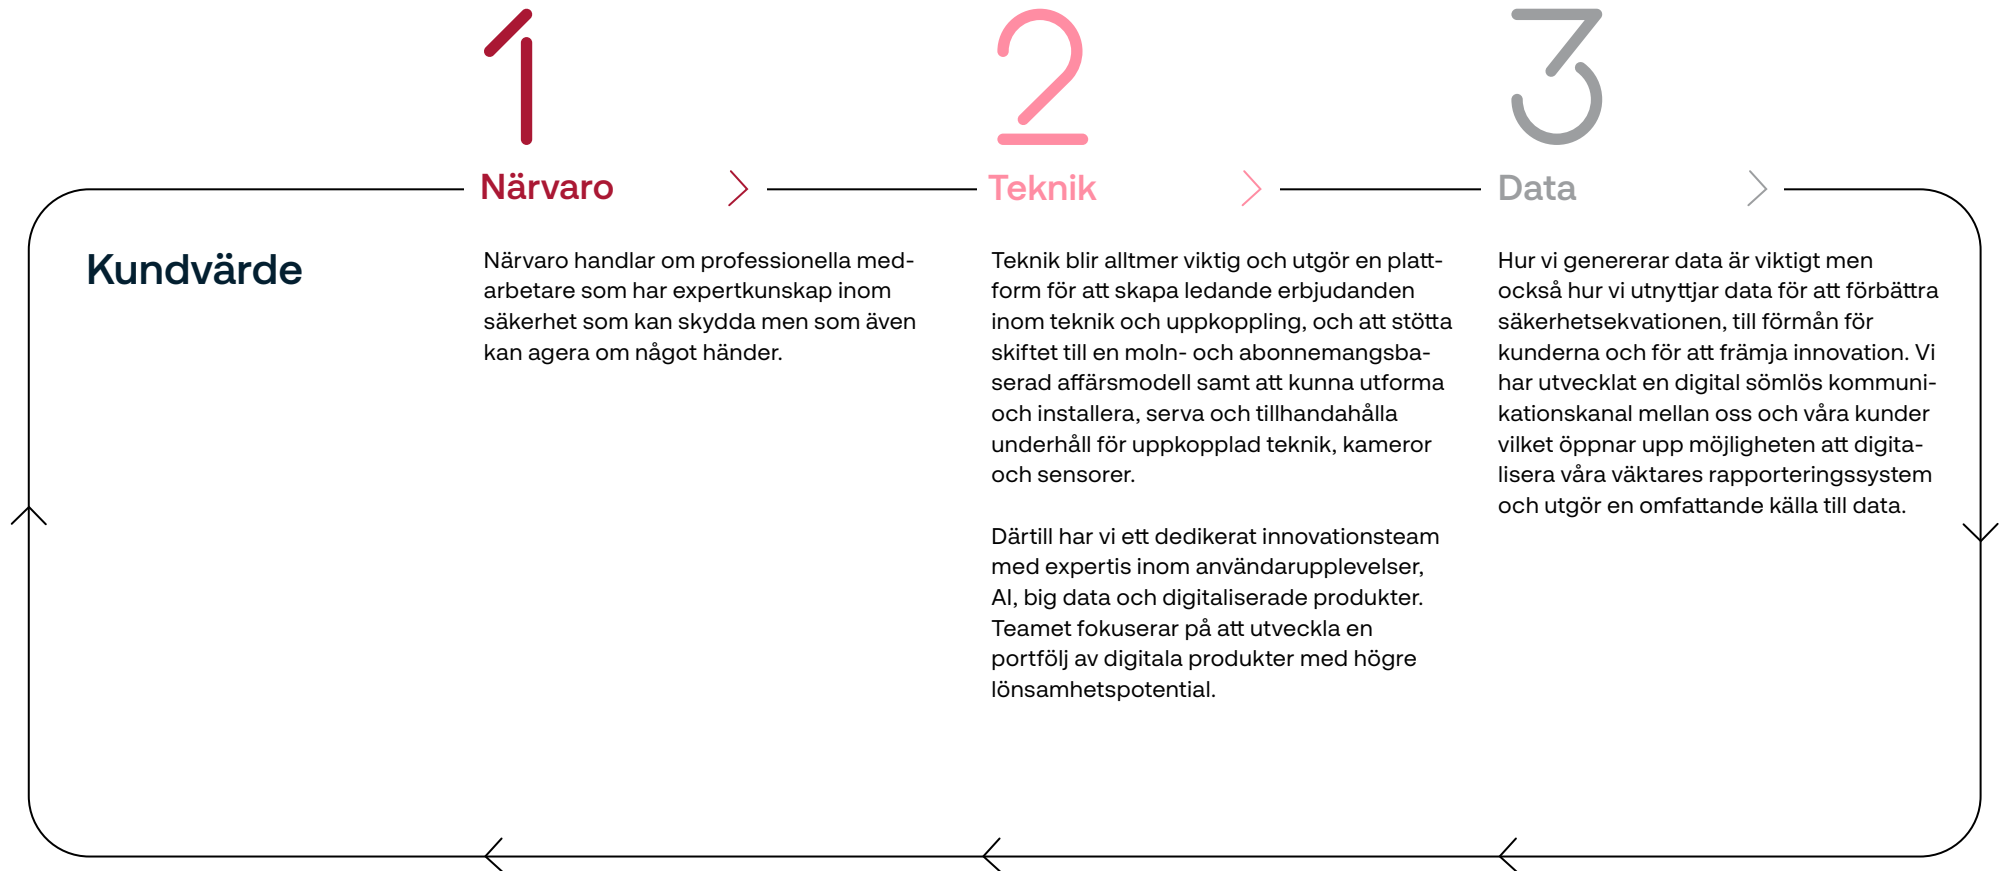 1
2
3
Närvaro
Teknik
Data
Kundvärde
Närvaro handlar om professionella med-
arbetare som har expertkunskap inom
säkerhet som kan skydda men som även
kan agera om något händer.
Teknik blir alltmer viktig och utgör en platt-
form för att skapa ledande erbjudanden
inom teknik och uppkoppling, och att stötta
skiftet till en moln- och abonnemangsba-
serad affärsmodell samt att kunna utforma
och installera, serva och tillhandahålla
underhåll för uppkopplad teknik, kameror
och sensorer.
Därtill har vi ett dedikerat innovationsteam
med expertis inom användarupplevelser,
AI, big data och digitaliserade produkter.
Teamet fokuserar på att utveckla en
portfölj av digitala produkter med högre
lönsamhetspotential.
Hur vi genererar data är viktigt men
också hur vi utnyttjar data för att förbättra
säkerhetsekvationen, till förmån för
kunderna och för att främja innovation. Vi
har utvecklat en digital sömlös kommuni-
kationskanal mellan oss och våra kunder
vilket öppnar upp möjligheten att digita-
lisera våra väktares rapporteringssystem
och utgör en omfattande källa till data.